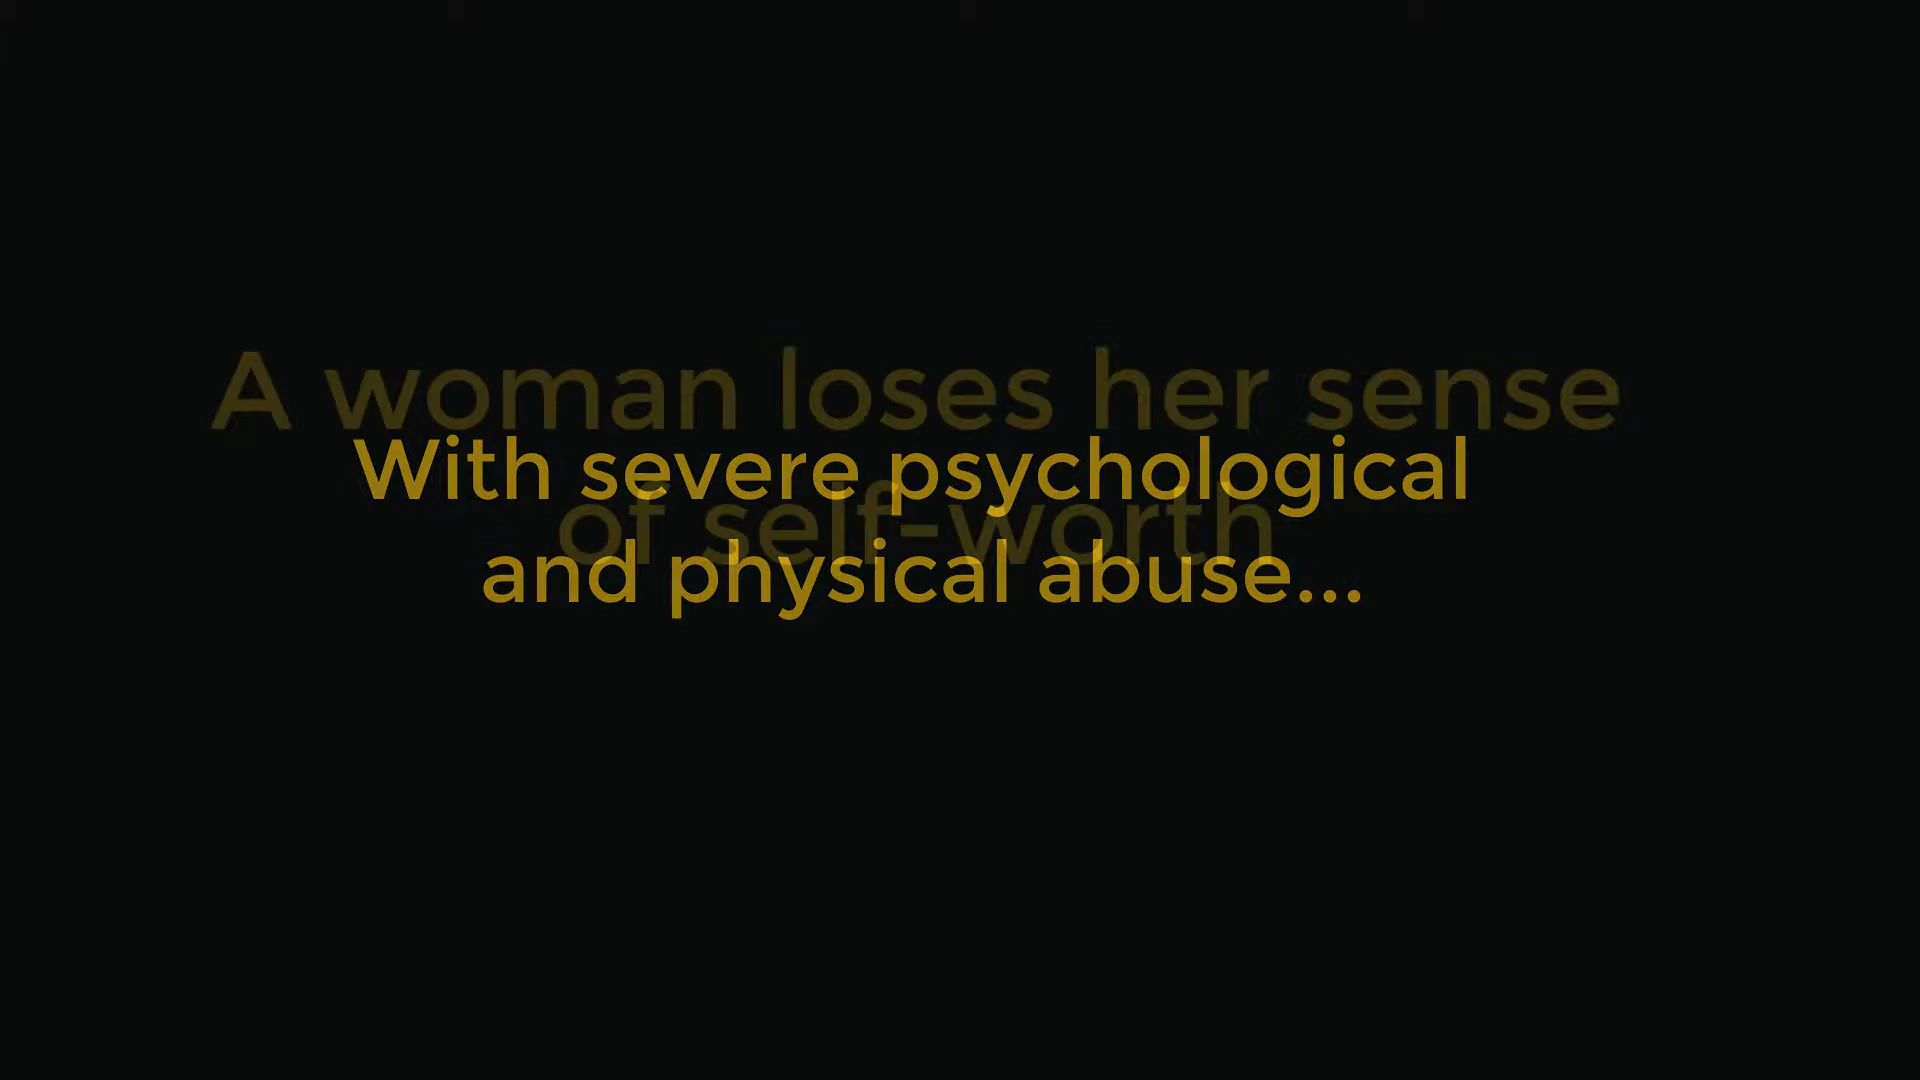 A woman loses her sense
With severe psychological
of self-worth
and physical abuse...